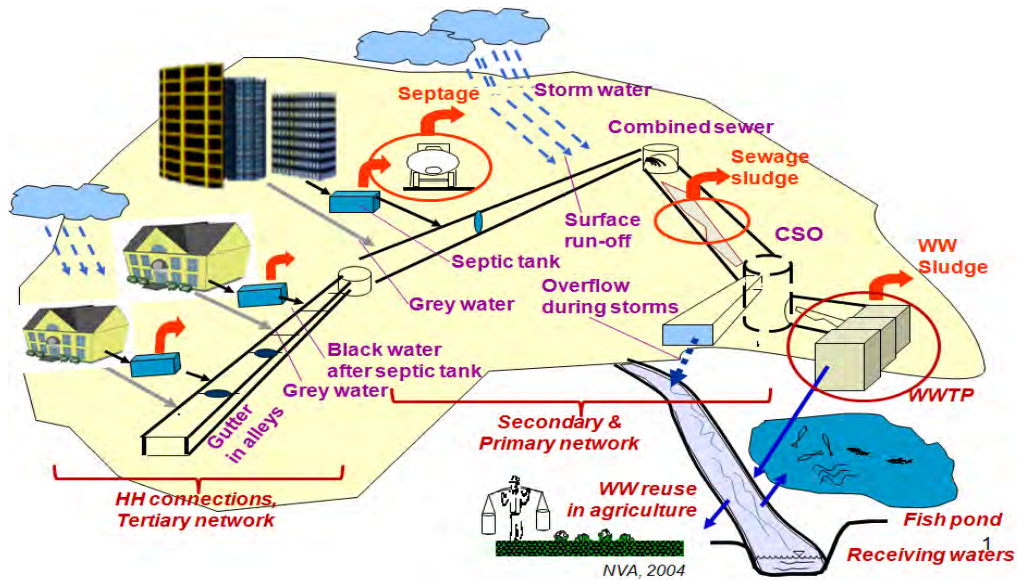 Septage
Storm water
Combined sewer
Sewage
sludge
Surface
run-off
CSO
WW
Sludge
Septic tank
Overflow
during storms
Grey water
Black water
after septic tank
Grey water
Gutter
in alleys
WWTP
Secondary &
Primary network
HH connections,
Tertiary network
WW reuse
in agriculture
Fish pond
Receiving waters
1
NVA, 2004